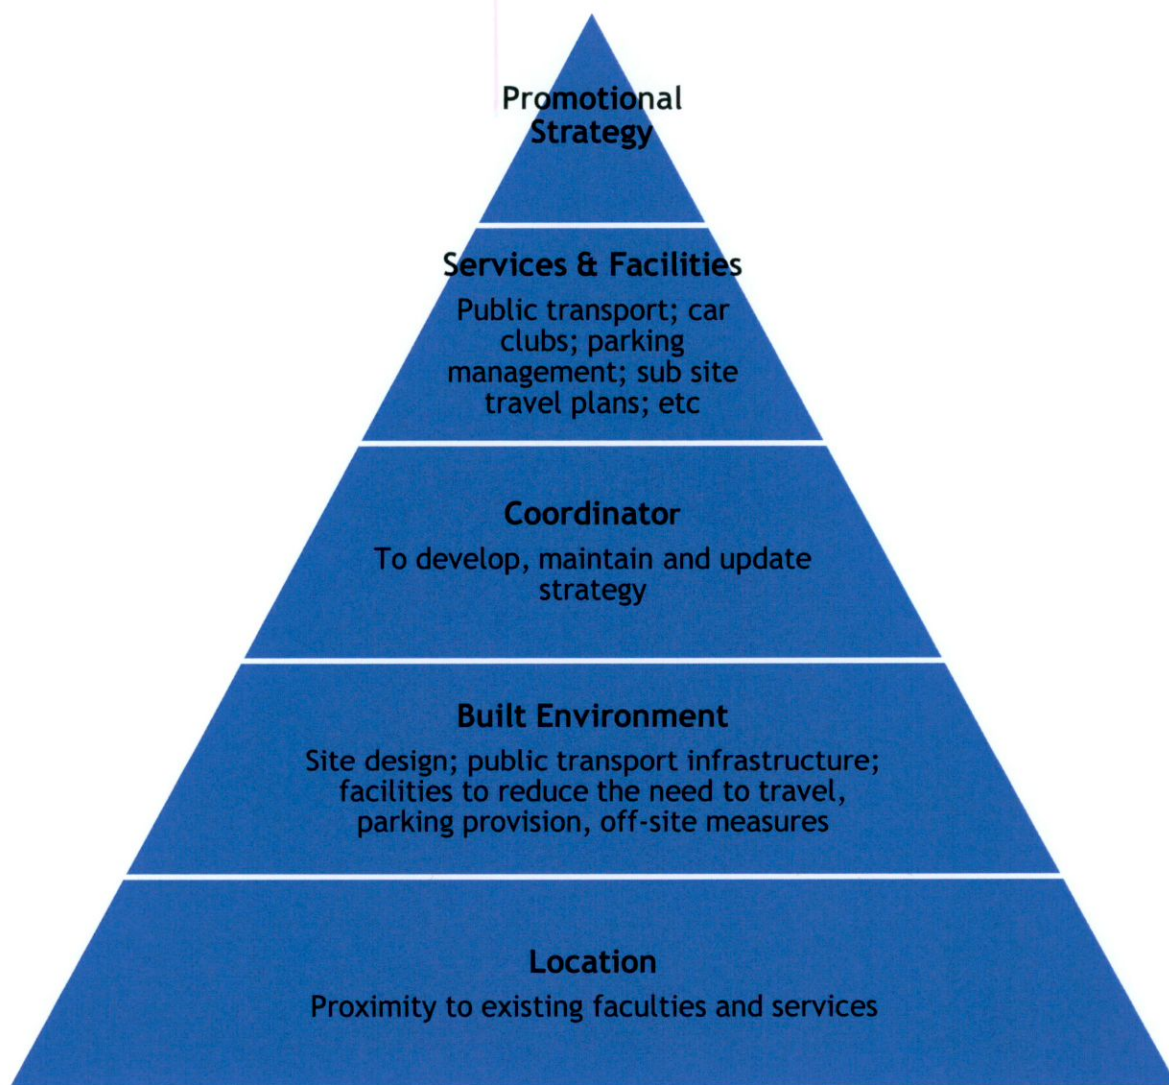 Promotional
Strategy
Services & Facilities
Public transport; car
clubs; parking
management; sub site
travel plans; etc
Coordinator
To develop, maintain and update
strategy
Built Environment
Site design; public transport infrastructure;
facilities to reduce the need to travel,
parking provision, off-site measures
Location
Proximity to existing faculties and services